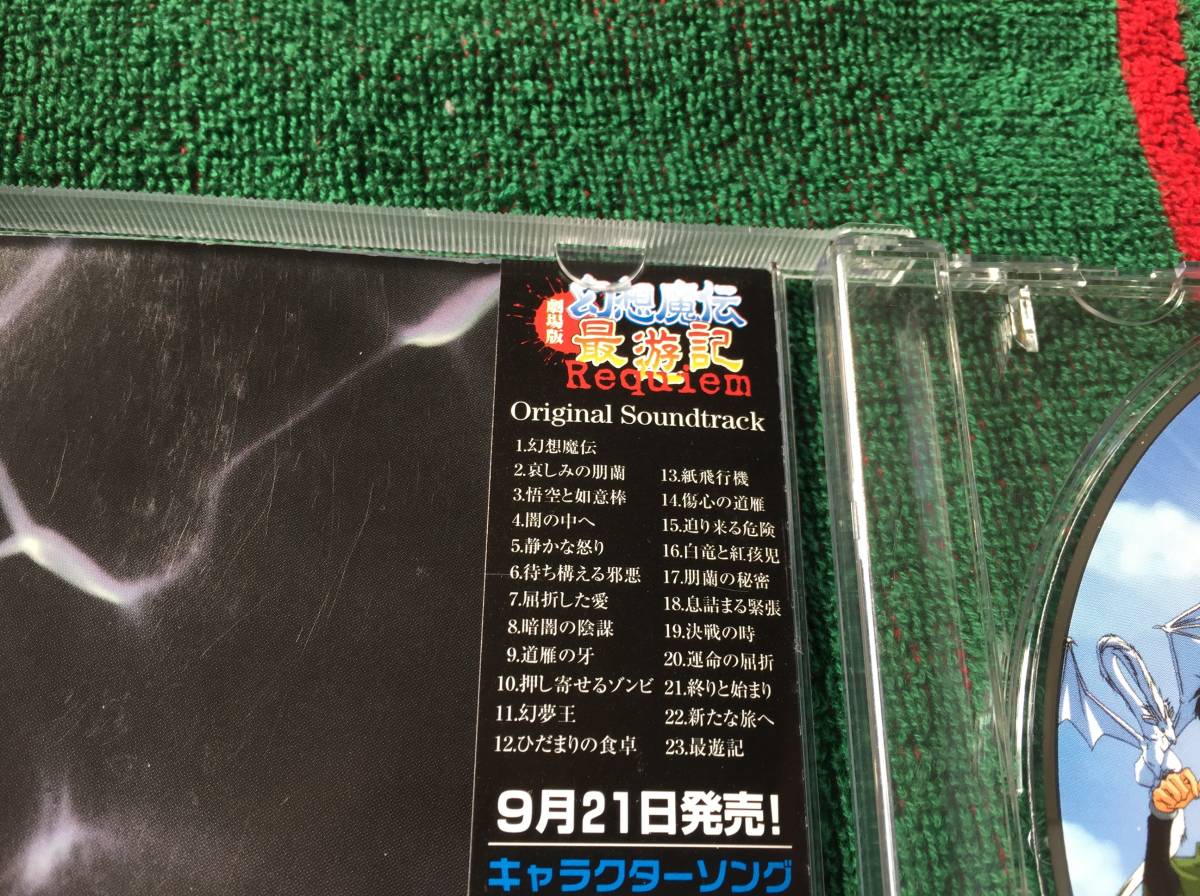 劇場版
幻想魔伝
最遊記
Requiem
Original Soundtrack
1.幻想魔伝
2.哀しみの朋蘭
3.悟空と如意棒
4.闇の中へ
5.静かな怒り
6.待ち構える邪悪
7.屈折した愛
8.暗闇の陰謀
9.道雁の牙
10.押し寄せるゾンビ
11.幻夢王
12.ひだまりの食卓
13.紙飛行機
14.傷心の道雁
15.迫り来る危険
16.白竜と紅孩児
17.朋蘭の秘密
18.息詰まる緊張
19.決戦の時
20.運命の屈折
21.終りと始まり
22.新たな旅へ
23.最遊記
9月21日発売!
キャラクターソング